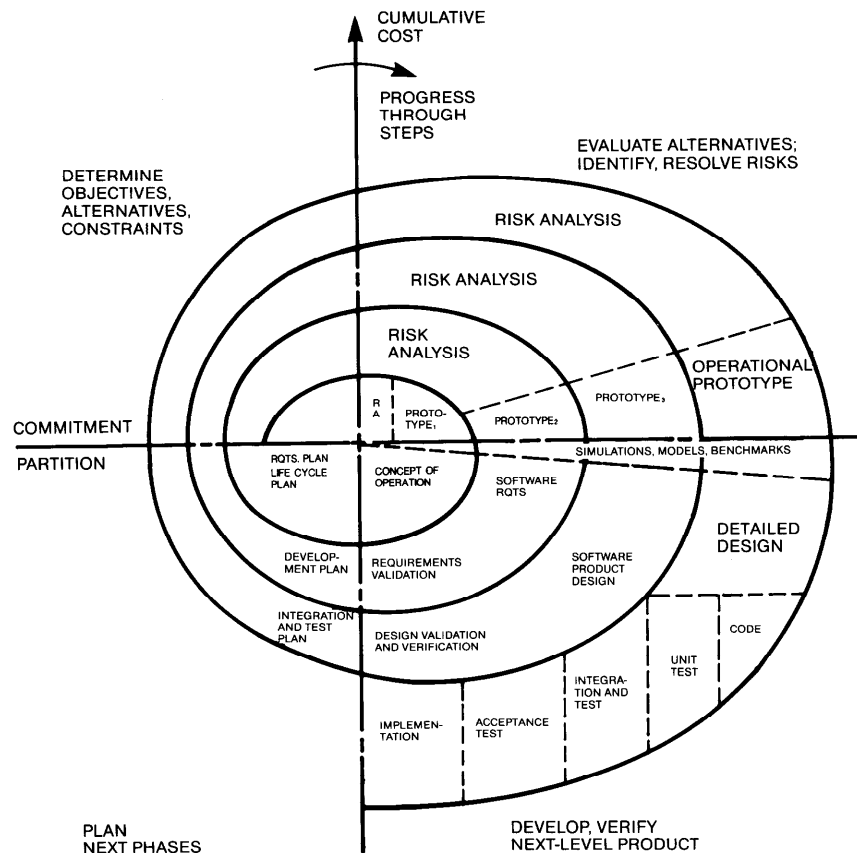 CUMULATIVE
COST
PROGRESS
THROUGH
STEPS
EVALUATE ALTERNATIVES;
IDENTIFY, RESOLVE RISKS
DETERMINE
OBJECTIVES,
ALTERNATIVES,
CONSTRAINTS
RISK ANALYSIS
RISK ANALYSIS
RISK
ANALYSIS
OPERATIONAL
PROTOTYPE
PROTOTYPE₃
PROTOTYPE₂
R
A
PROTO-
TYPE₁
COMMITMENT
PARTITION
RQTS. PLAN
LIFE CYCLE
PLAN
CONCEPT OF
OPERATION
SIMULATIONS, MODELS, BENCHMARKS
SOFTWARE
RQTS
DETAILED
DESIGN
SOFTWARE
PRODUCT
DESIGN
DEVELOP-
MENT PLAN
REQUIREMENTS
VALIDATION
INTEGRATION
AND TEST
PLAN
DESIGN VALIDATION
AND VERIFICATION
CODE
UNIT
TEST
INTEGRA-
TION AND
TEST
ACCEPTANCE
TEST
IMPLEMEN-
TATION
PLAN
NEXT PHASES
DEVELOP, VERIFY
NEXT-LEVEL PRODUCT